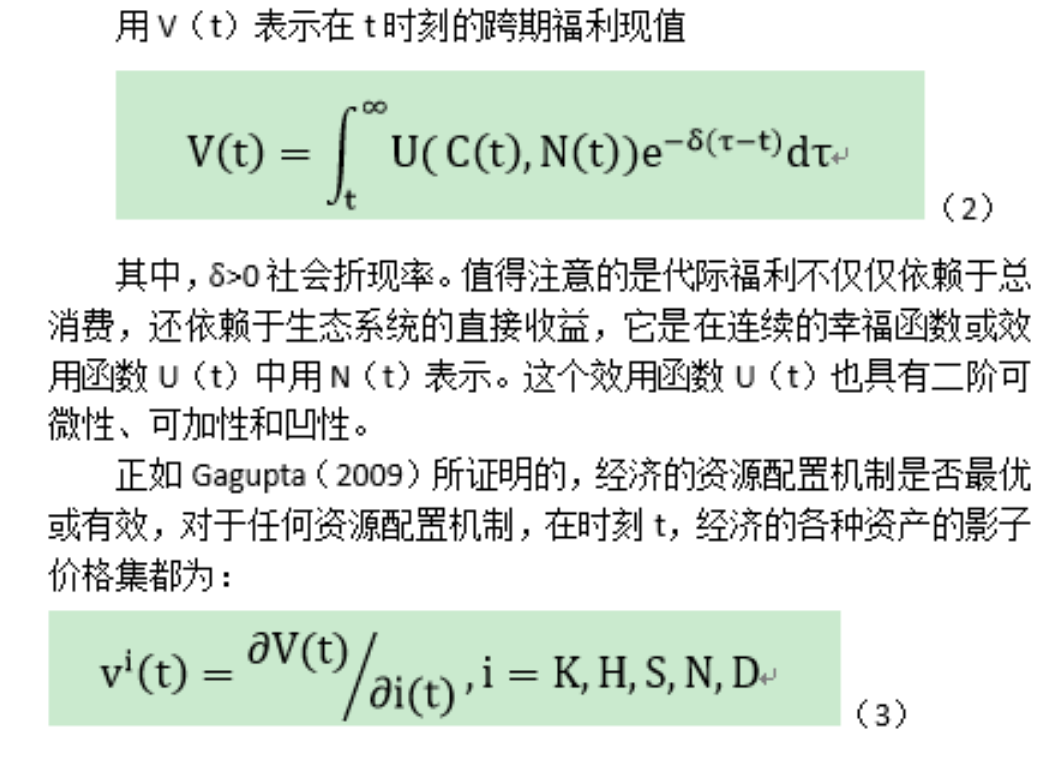 用 V（t）表示在 t 时刻的跨期福利现值
V(t) = ∫_t^∞ U( C(t), N(t))e^{−δ(τ−t)}dτ↵
（2）
其中，δ>0 社会折现率。值得注意的是代际福利不仅仅依赖于总
消费，还依赖于生态系统的直接收益，它是在连续的幸福函数或效
用函数 U（t）中用 N（t）表示。这个效用函数 U（t）也具有二阶可
微性、可加性和凹性。
正如 Gagupta（2009）所证明的，经济的资源配置机制是否最优
或有效，对于任何资源配置机制，在时刻 t，经济的各种资产的影子
价格集都为：
v^i(t) = ∂V(t)/∂i(t) , i = K, H, S, N, D↵
（3）